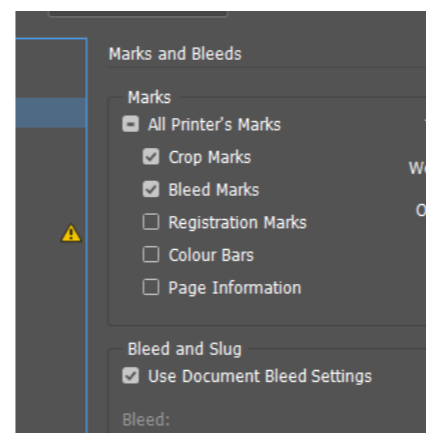 Marks and Bleeds
Marks
All Printer's Marks
Crop Marks
Bleed Marks
Registration Marks
Colour Bars
Page Information
Bleed and Slug
Use Document Bleed Settings
Bleed: